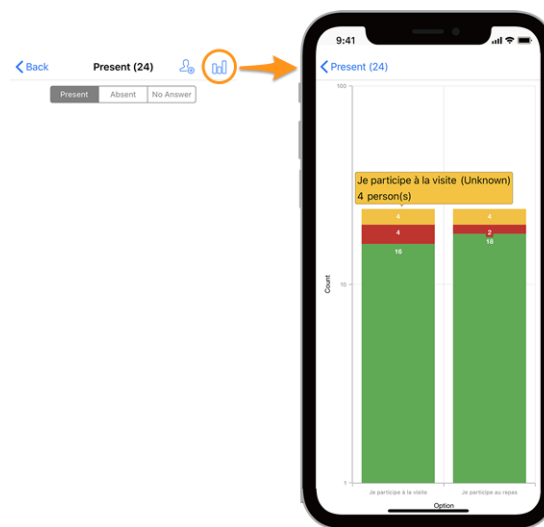 Back
Present (24)
Present
Absent
No Answer
9:41
Present (24)
100
Je participe à la visite (Unknown)
4 person(s)
4
4
4
2
16
18
Count
10
1
Je participe à la visite
Je participe au repas
Option